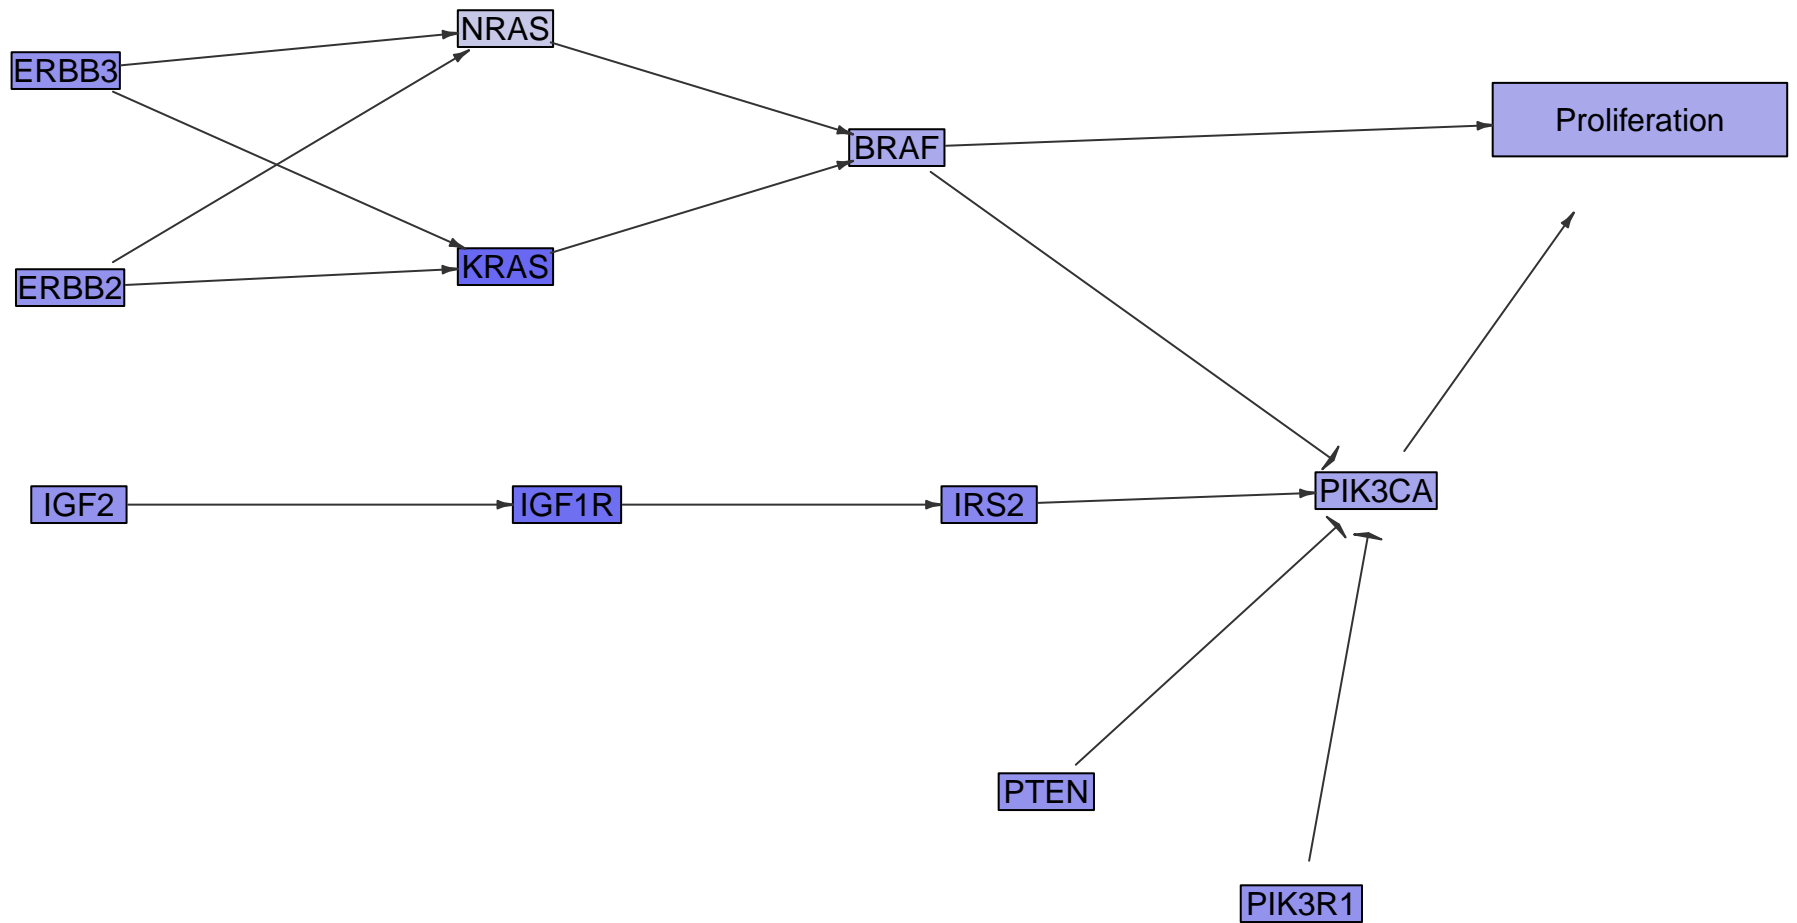 NRAS
ERBB3
Proliferation
BRAF
KRAS
ERBB2
IGF2
IGF1R
IRS2
PIK3CA
PTEN
PIK3R1